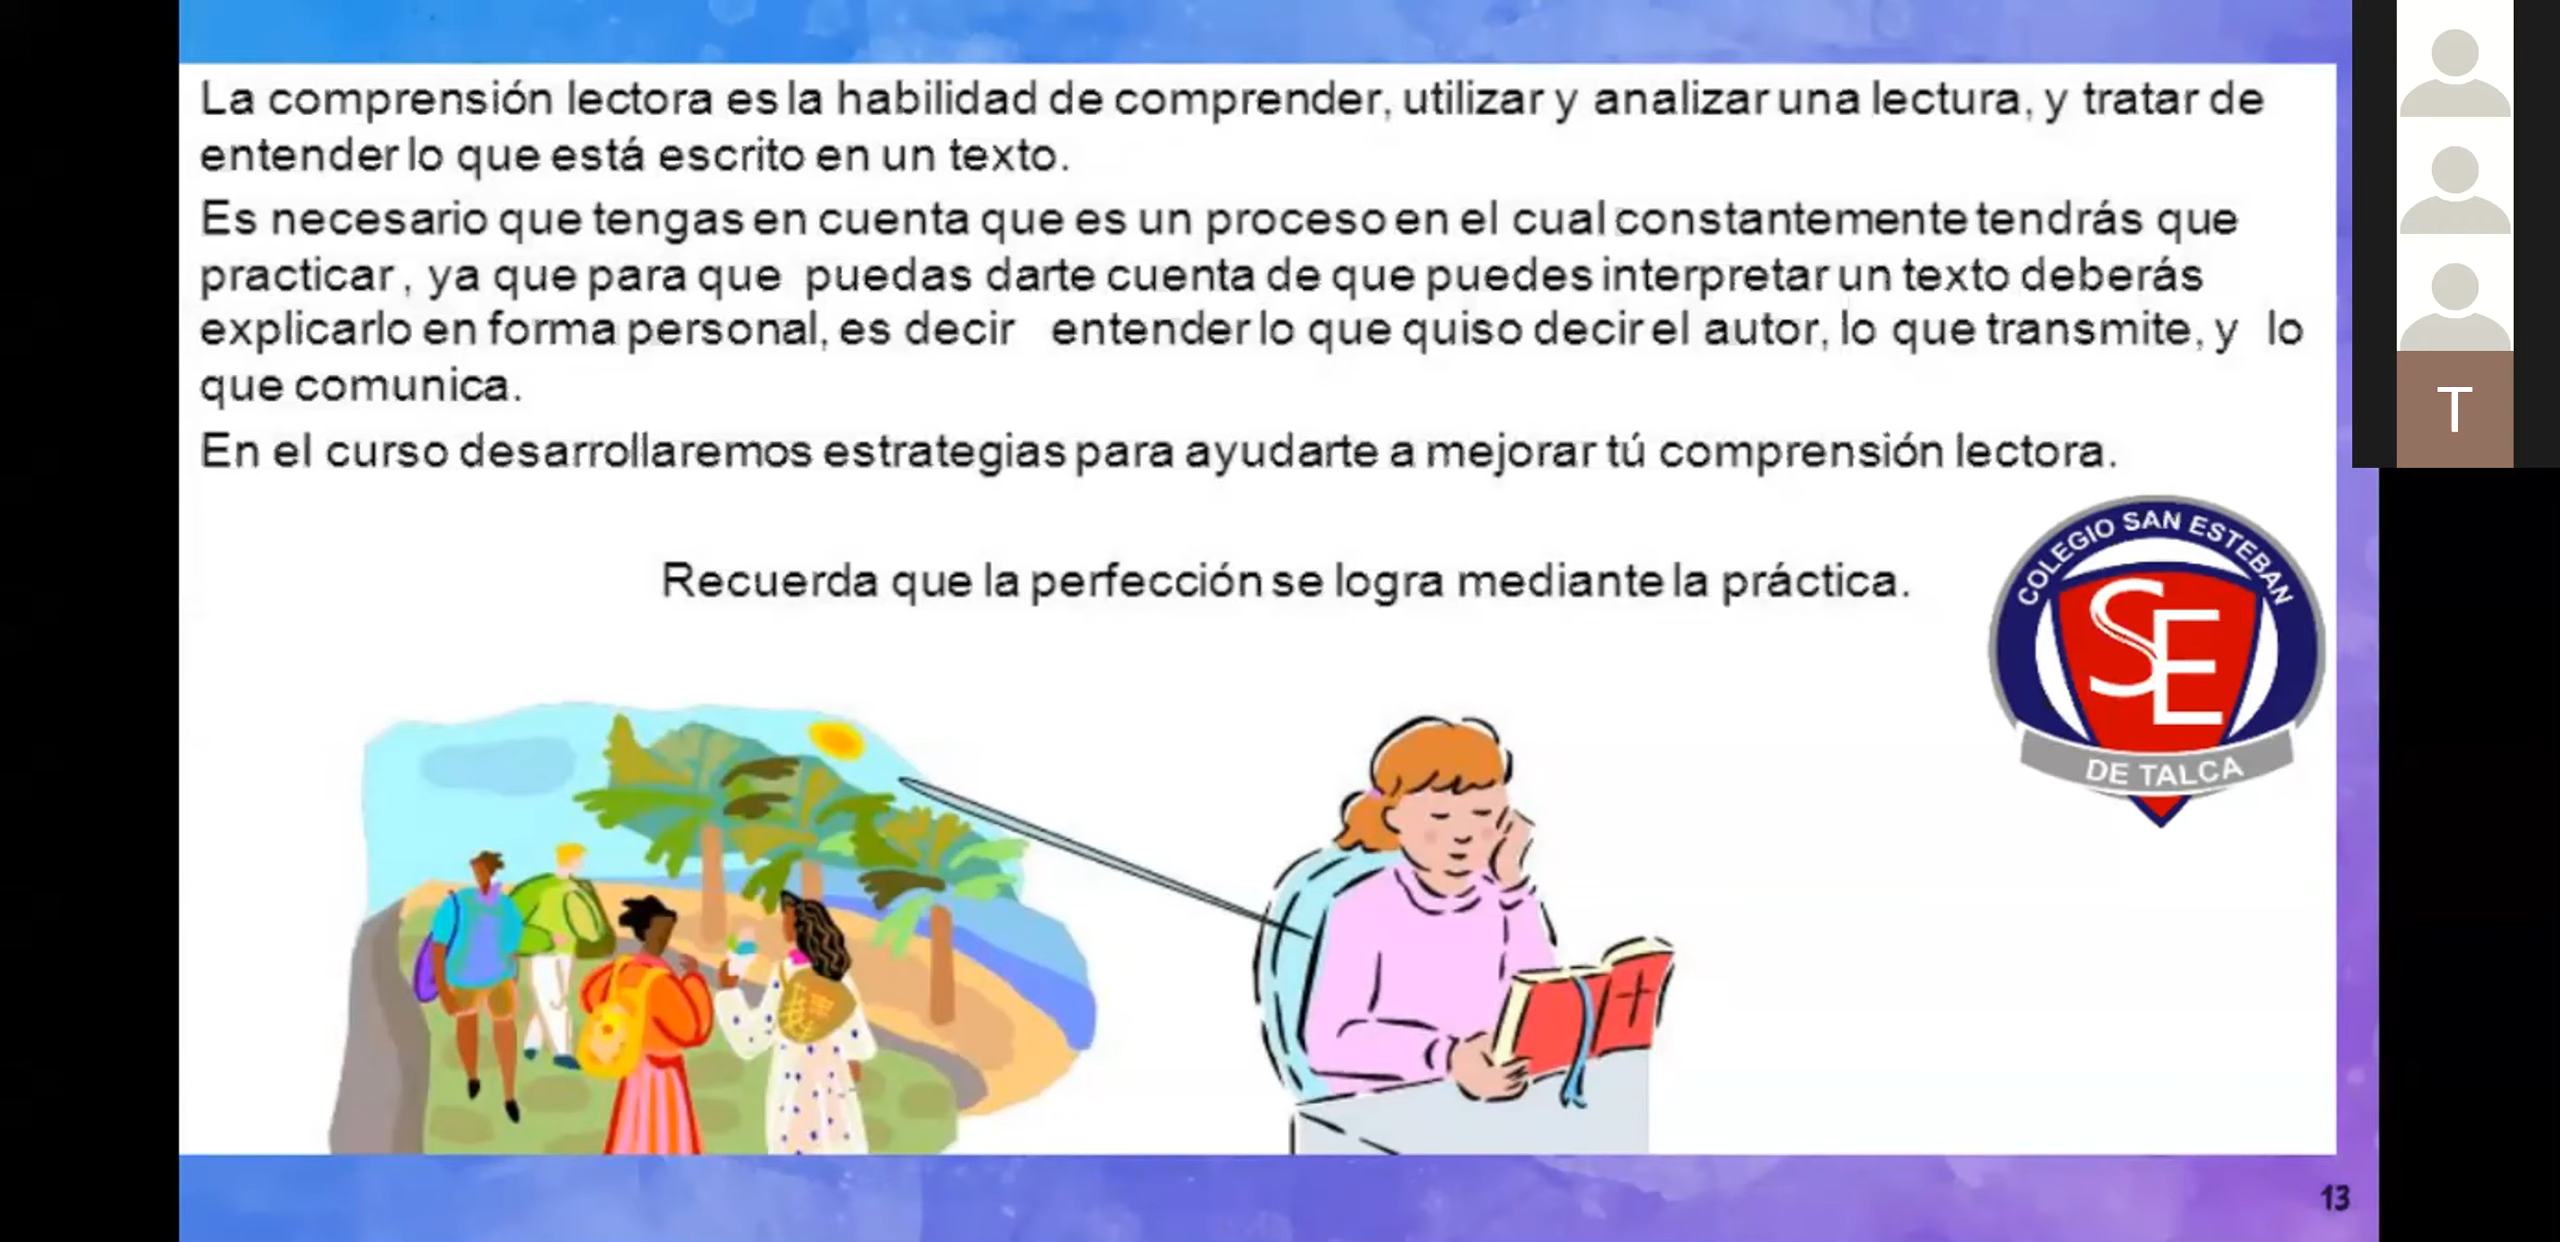 La comprensión lectora es la habilidad de comprender, utilizar y analizar una lectura, y tratar de
entender lo que está escrito en un texto.
Es necesario que tengas en cuenta que es un proceso en el cual constantemente tendrás que
practicar, ya que para que puedas darte cuenta de que puedes interpretar un texto deberás
explicarlo en forma personal, es decir entender lo que quiso decir el autor, lo que transmite, y lo
que comunica.
En el curso desarrollaremos estrategias para ayudarte a mejorar tú comprensión lectora.
Recuerda que la perfección se logra mediante la práctica.
T
COLEGIO SAN ESTEBAN
SE
DE TALCA
13